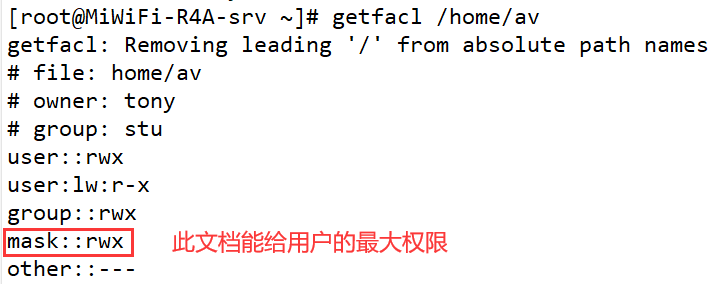 [root@MiWiFi-R4A-srv ~]# getfacl /home/av
getfacl: Removing leading '/' from absolute path names
# file: home/av
# owner: tony
# group: stu
user::rwx
user:lw:r-x
group::rwx
mask::rwx 此文档能给用户的最大权限
other::---